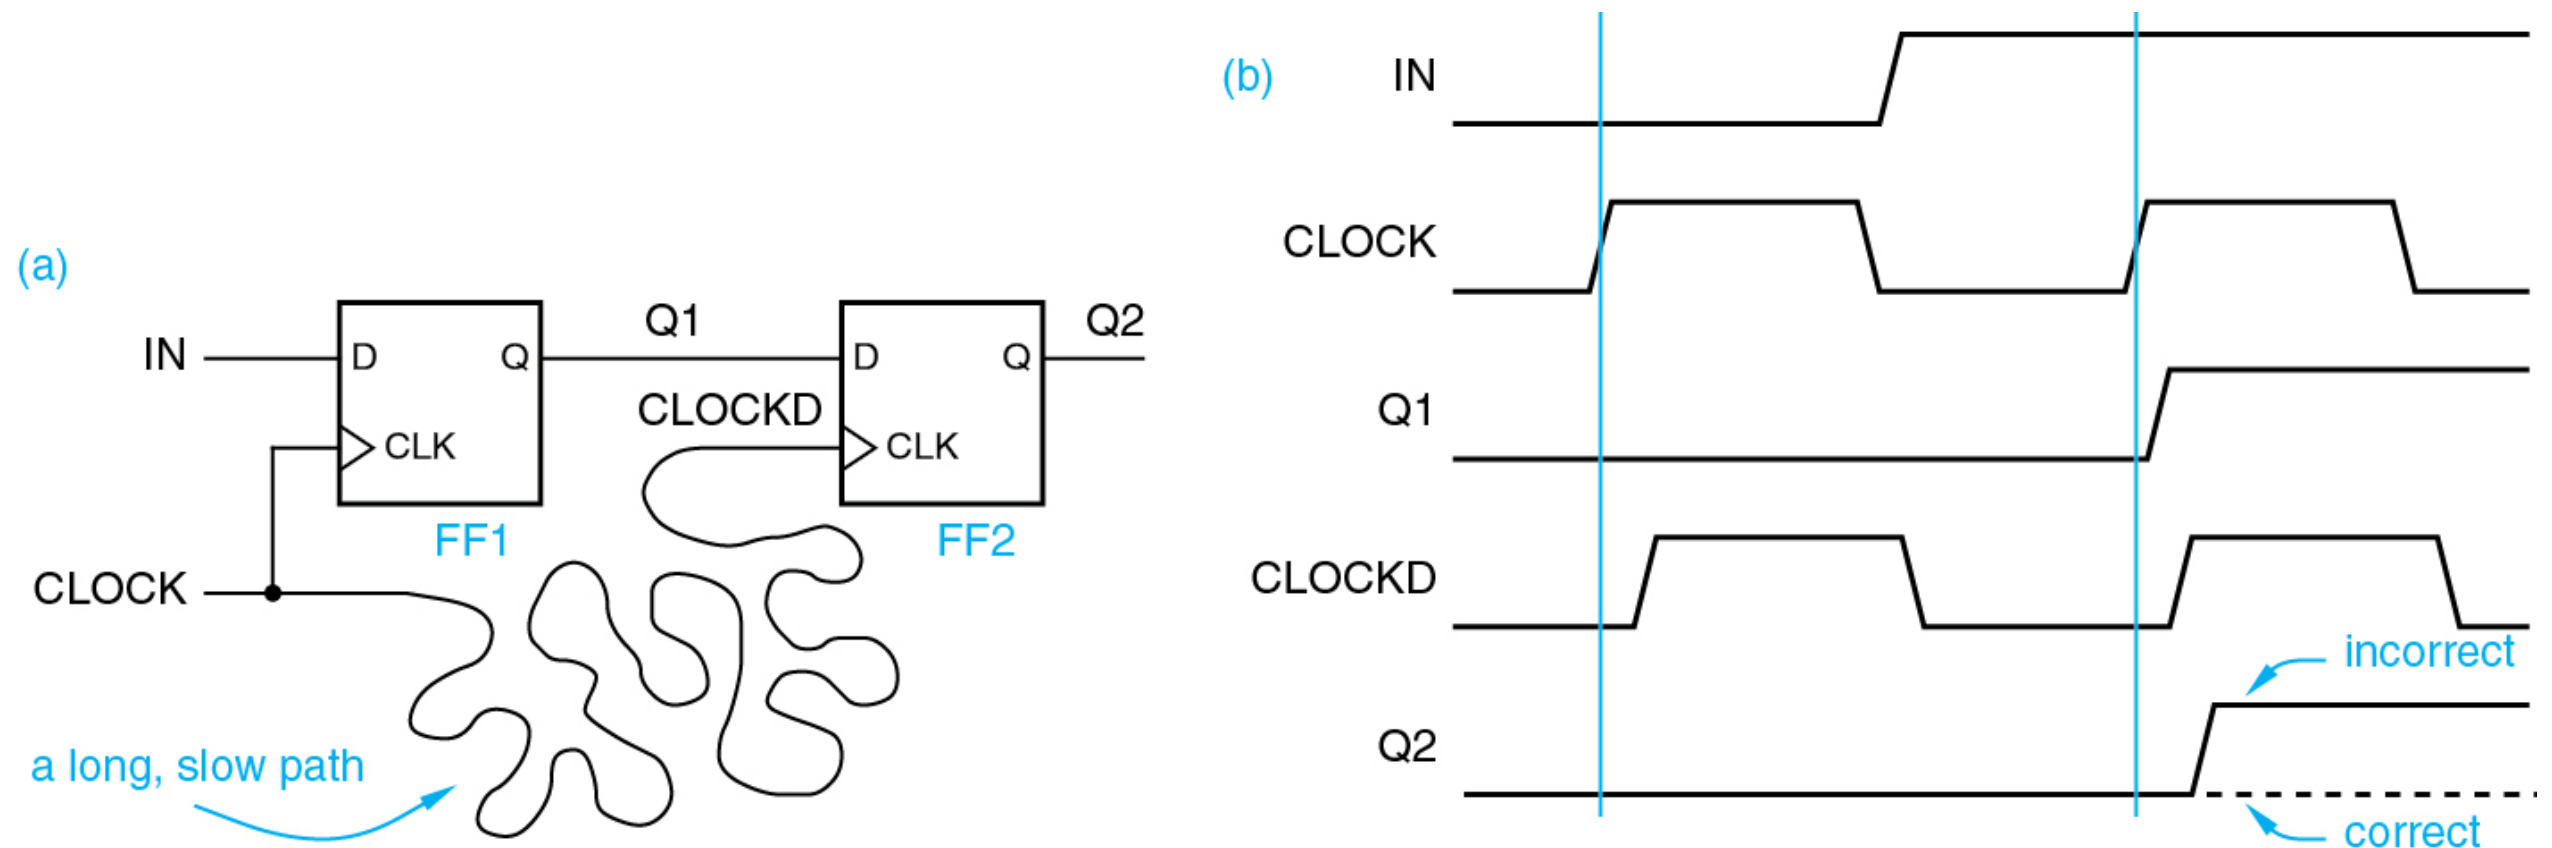 (a)
IN
D
Q
CLK
Q1
CLOCKD
D
Q
CLK
Q2
FF1
FF2
CLOCK
a long, slow path
(b)
IN
CLOCK
Q1
CLOCKD
Q2
incorrect
correct